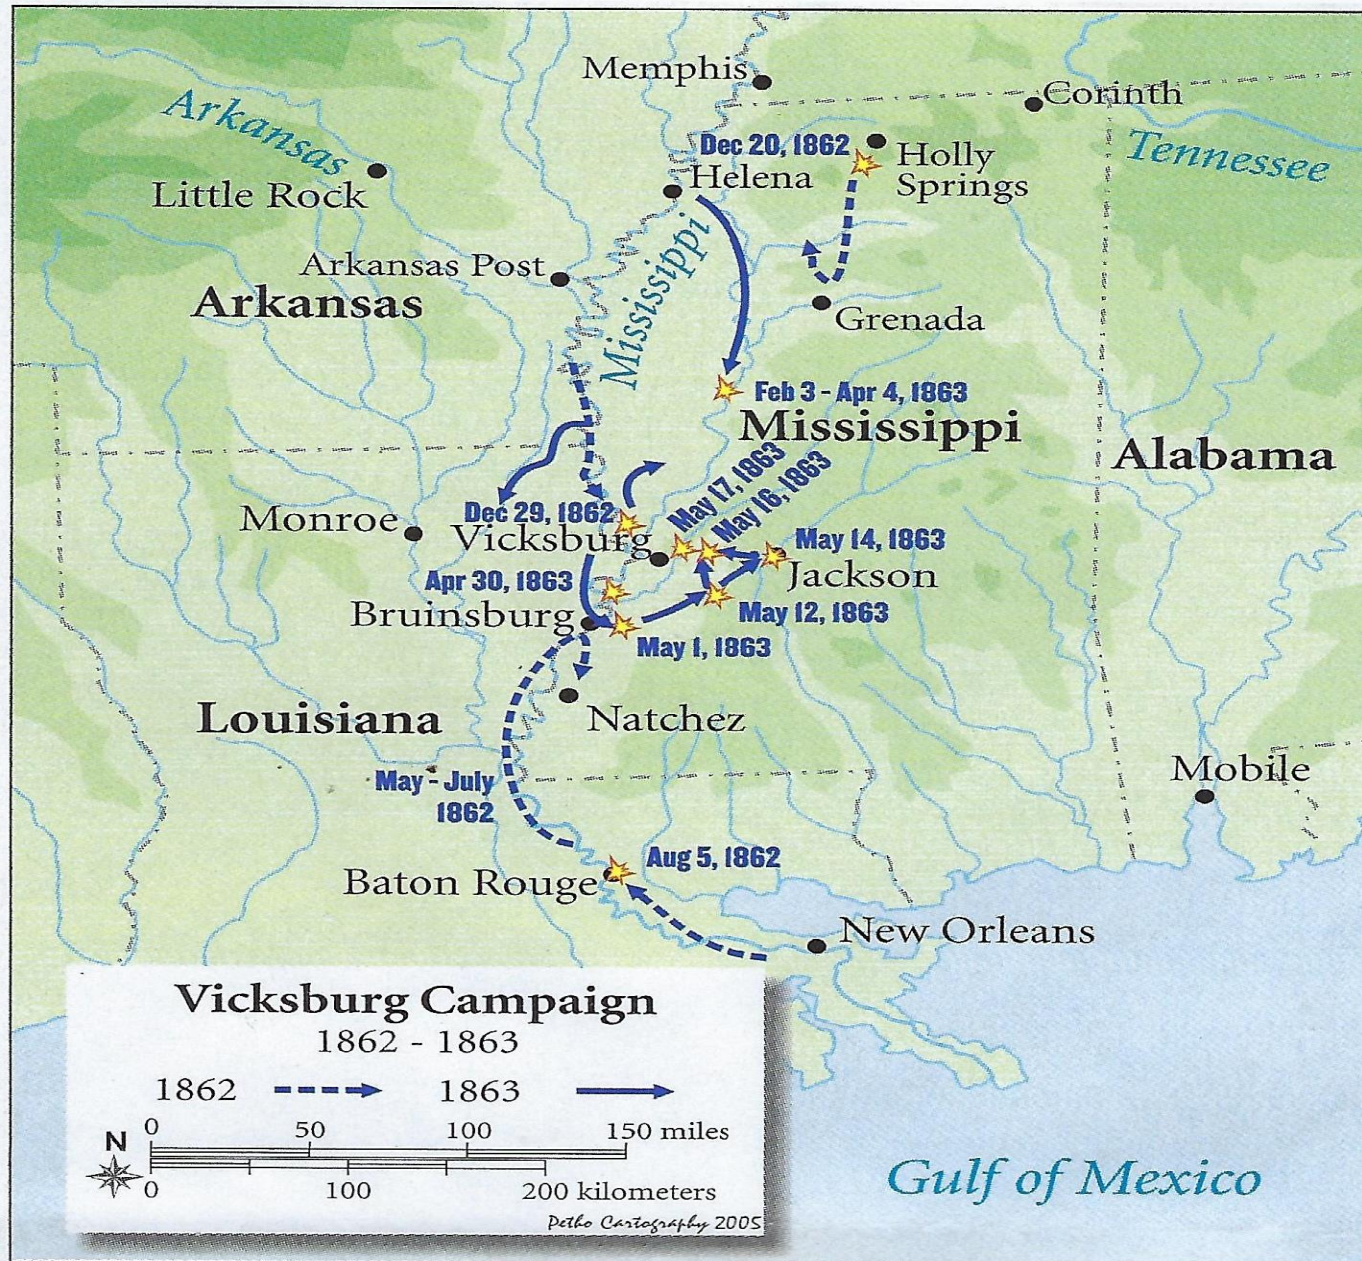 Memphis
Corinth
Arkansas
Tennessee
Dec 20, 1862
Holly
Springs
Helena
Little Rock
Mississippi
Arkansas Post
Arkansas
Grenada
Feb 3 - Apr 4, 1863
Mississippi
Alabama
May 17, 1863
May 16, 1863
Dec 29, 1862
Monroe
Vicksburg
May 14, 1863
Jackson
Apr 30, 1863
Bruinsburg
May 12, 1863
May 1, 1863
Louisiana
Natchez
Mobile
May - July
1862
Aug 5, 1862
Baton Rouge
New Orleans
Vicksburg Campaign
1862 - 1863
1862 1863
0 50 100 150 miles
N
0 100 200 kilometers
Petho Cartography 2005
Gulf of Mexico